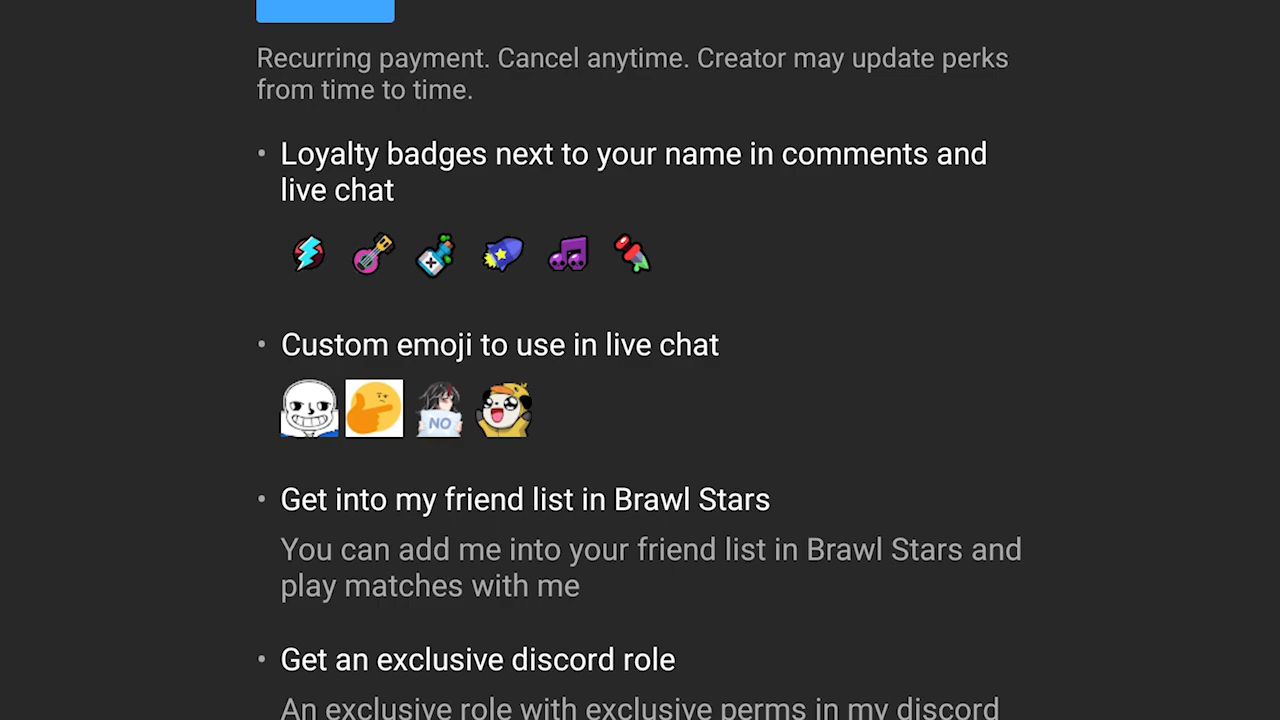 Recurring payment. Cancel anytime. Creator may update perks
from time to time.
• Loyalty badges next to your name in comments and
live chat
• Custom emoji to use in live chat
NO
• Get into my friend list in Brawl Stars
You can add me into your friend list in Brawl Stars and
play matches with me
• Get an exclusive discord role
An exclusive role with exclusive perms in my discord